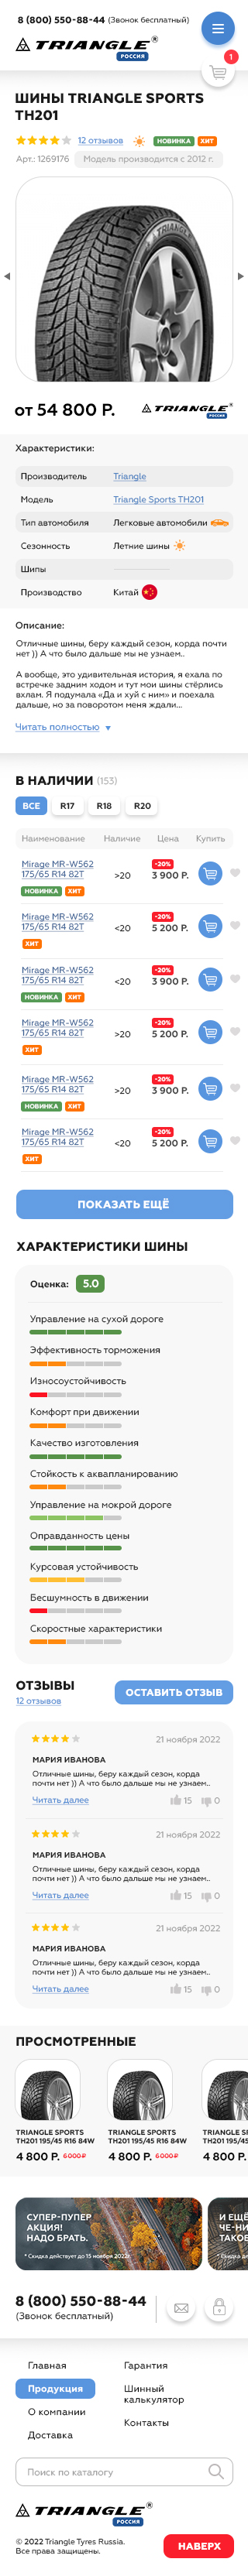 8 (800) 550-88-44 (Звонок бесплатный)
TRIANGLE®
РОССИЯ
1
ШИНЫ TRIANGLE SPORTS
TH201
12 отзывов НОВИНКА ХИТ
Арт.: 1269176 Модель производится с 2012 г.
TRIANGLE
от 54 800 Р.
TRIANGLE®
РОССИЯ
Характеристики:
Производитель Triangle
Модель Triangle Sports TH201
Тип автомобиля Легковые автомобили
Сезонность Летние шины
Шипы
Производство Китай
Описание:
Отличные шины, беру каждый сезон, корда почти
нет )) А что было дальше мы не узнаем..
А вообще, это удивительная история, я ехала по
встречке задним ходом и тут мои шины стёрлись
вхлам. Я подумала «Да и хуй с ним» и поехала
дальше, но за поворотом меня ждали...
Читать полностью
В НАЛИЧИИ (153)
ВСЕ R17 R18 R20
Наименование Наличие Цена Купить
Mirage MR-W562
175/65 R14 82T
НОВИНКА ХИТ
>20
-20%
3 900 Р.
Mirage MR-W562
175/65 R14 82T
ХИТ
<20
-20%
5 200 Р.
Mirage MR-W562
175/65 R14 82T
НОВИНКА ХИТ
<20
-20%
3 900 Р.
Mirage MR-W562
175/65 R14 82T
ХИТ
>20
-20%
5 200 Р.
Mirage MR-W562
175/65 R14 82T
НОВИНКА ХИТ
>20
-20%
3 900 Р.
Mirage MR-W562
175/65 R14 82T
ХИТ
<20
-20%
5 200 Р.
ПОКАЗАТЬ ЕЩЁ
ХАРАКТЕРИСТИКИ ШИНЫ
Оценка: 5.0
Управление на сухой дороге
Эффективность торможения
Износоустойчивость
Комфорт при движении
Качество изготовления
Стойкость к аквапланированию
Управление на мокрой дороге
Оправданность цены
Курсовая устойчивость
Бесшумность в движении
Скоростные характеристики
ОТЗЫВЫ
12 отзывов
ОСТАВИТЬ ОТЗЫВ
21 ноября 2022
МАРИЯ ИВАНОВА
Отличные шины, беру каждый сезон, корда
почти нет )) А что было дальше мы не узнаем..
Читать далее 15 0
21 ноября 2022
МАРИЯ ИВАНОВА
Отличные шины, беру каждый сезон, корда
почти нет )) А что было дальше мы не узнаем..
Читать далее 15 0
21 ноября 2022
МАРИЯ ИВАНОВА
Отличные шины, беру каждый сезон, корда
почти нет )) А что было дальше мы не узнаем..
Читать далее 15 0
ПРОСМОТРЕННЫЕ
TRIANGLE SPORTS
TH201 195/45 R16 84W
4 800 Р. 6000₽
TRIANGLE SPORTS
TH201 195/45 R16 84W
4 800 Р. 6000₽
TRIANGLE SP
TH201 195/45
4 800 Р.
СУПЕР-ПУПЕР
АКЦИЯ!
НАДО БРАТЬ.
* Скидка действует до 15 ноября 2022г.
И ЕЩЁ
ЧЕ-НИ
ТАКОЕ
* Скидка дей
8 (800) 550-88-44
(Звонок бесплатный)
Главная
Продукция
О компании
Доставка
Гарантия
Шинный
калькулятор
Контакты
Поиск по каталогу
TRIANGLE®
РОССИЯ
© 2022 Triangle Tyres Russia.
Все права защищены.
НАВЕРХ